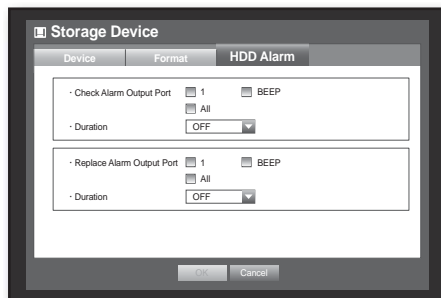 Storage Device
Device Format HDD Alarm
· Check Alarm Output Port 1 BEEP
All
· Duration OFF
· Replace Alarm Output Port 1 BEEP
All
· Duration OFF
OK Cancel